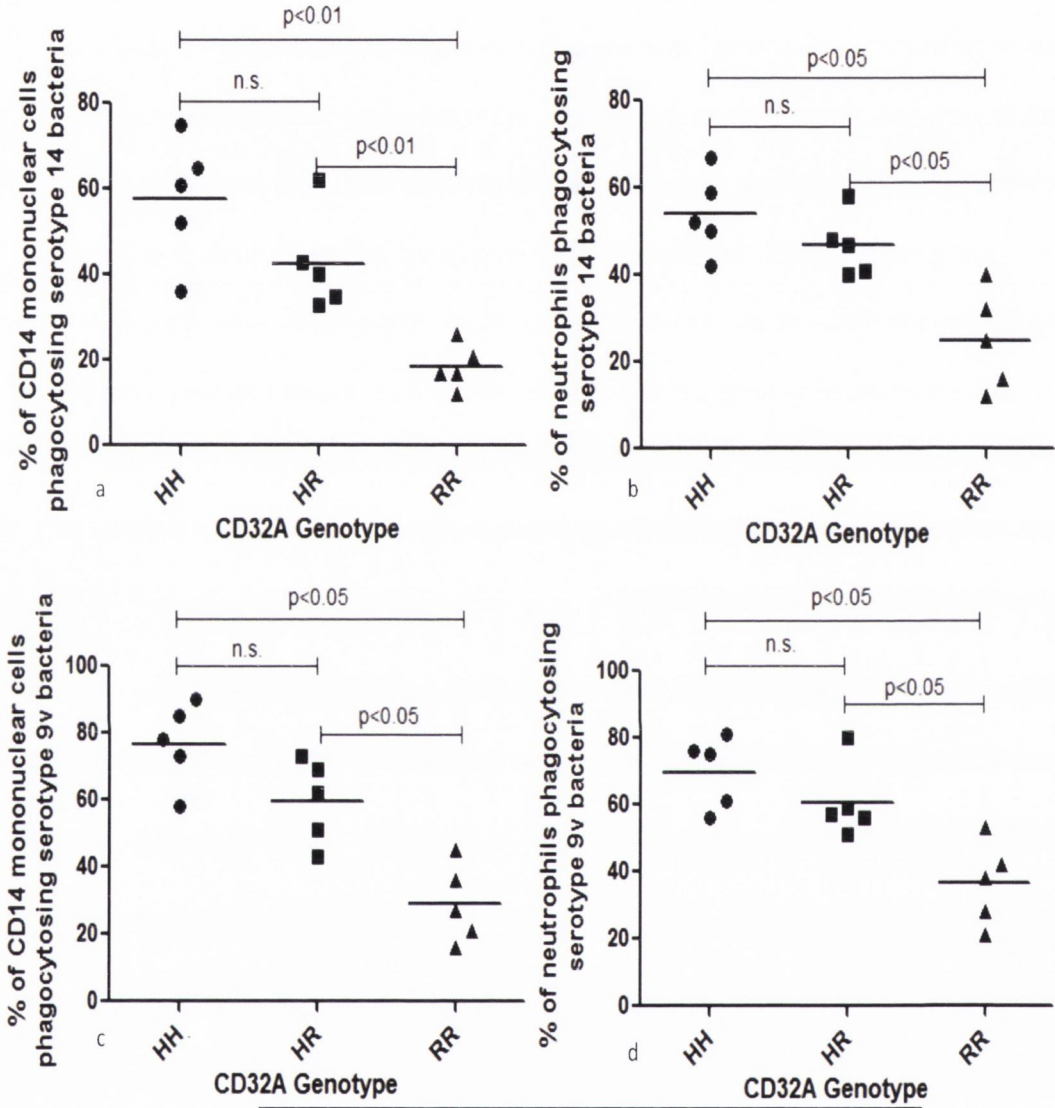 p<0.01
n.s.
p<0.01
% of CD14 mononuclear cells
phagocytosing serotype 14 bacteria
80
60
40
20
0
HH
HR
RR
CD32A Genotype
a
p<0.05
n.s.
p<0.05
% of neutrophils phagocytosing
serotype 14 bacteria
80
60
40
20
0
HH
HR
RR
CD32A Genotype
b
p<0.05
n.s.
p<0.05
% of CD14 mononuclear cells
phagocytosing serotype 9v bacteria
100
80
60
40
20
0
HH
HR
RR
CD32A Genotype
c
p<0.05
n.s.
p<0.05
% of neutrophils phagocytosing
serotype 9v bacteria
100
80
60
40
20
0
HH
HR
RR
CD32A Genotype
d